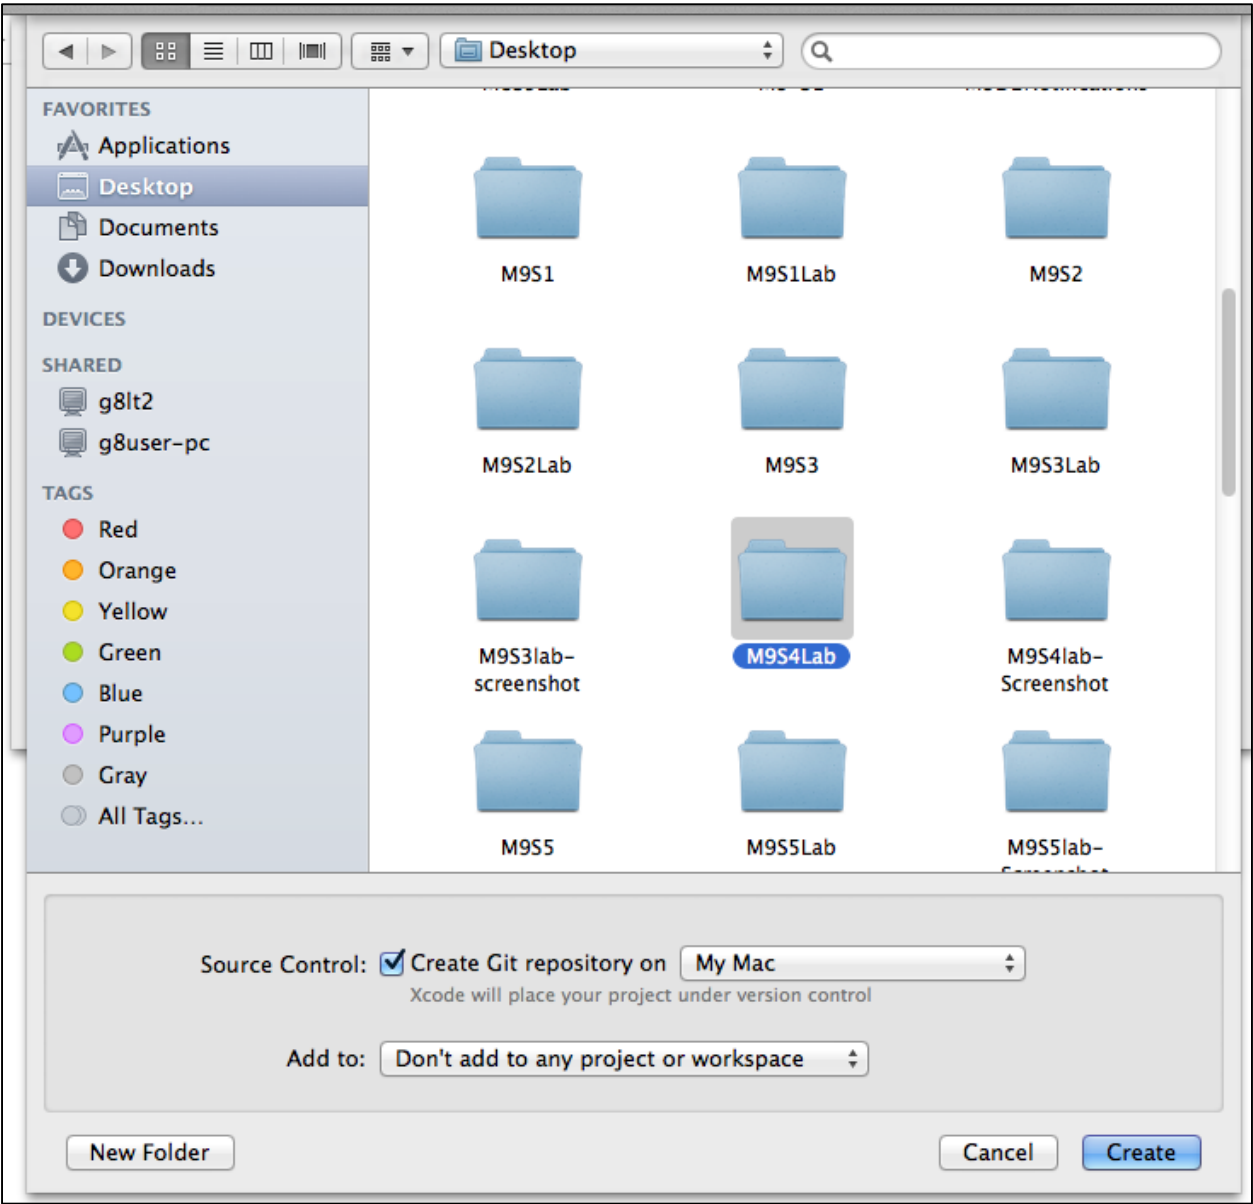 Desktop
FAVORITES
Applications
Desktop
Documents
Downloads
DEVICES
SHARED
g8lt2
g8user-pc
TAGS
Red
Orange
Yellow
Green
Blue
Purple
Gray
All Tags...
M9S1
M9S1Lab
M9S2
M9S2Lab
M9S3
M9S3Lab
M9S3lab-
screenshot
M9S4Lab
M9S4lab-
Screenshot
M9S5
M9S5Lab
M9S5lab-
Source Control: Create Git repository on My Mac
Xcode will place your project under version control
Add to: Don't add to any project or workspace
New Folder
Cancel
Create